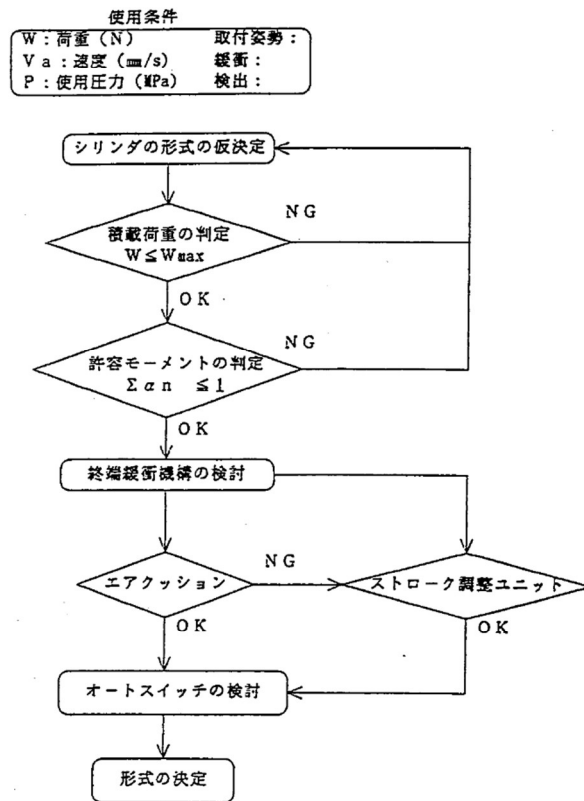 使用条件
W：荷重（N） 取付姿勢：
Va：速度（mm/s） 緩衝：
P：使用圧力（MPa） 検出：
シリンダの形式の仮決定
NG
積載荷重の判定
W≦Wmax
OK
NG
許容モーメントの判定
Σαn ≦1
OK
終端緩衝機構の検討
NG
エアクッション
ストローク調整ユニット
OK
OK
オートスイッチの検討
形式の決定